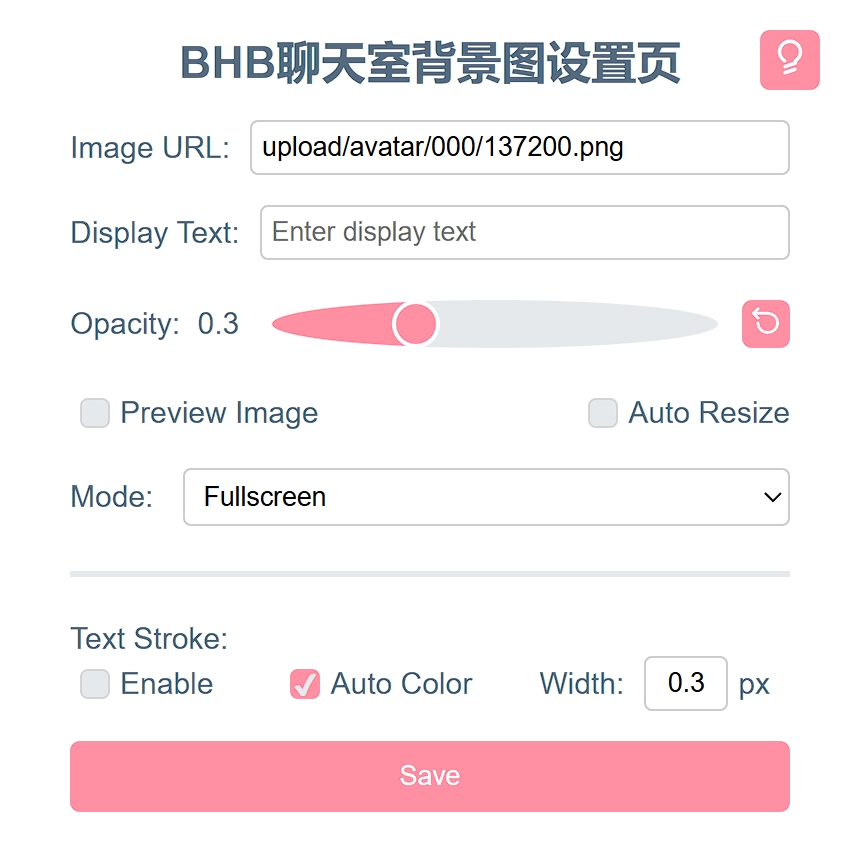 BHB聊天室背景图设置页
Image URL: upload/avatar/000/137200.png
Display Text: Enter display text
Opacity: 0.3
Preview Image Auto Resize
Mode: Fullscreen
Text Stroke:
Enable Auto Color Width: 0.3 px
Save